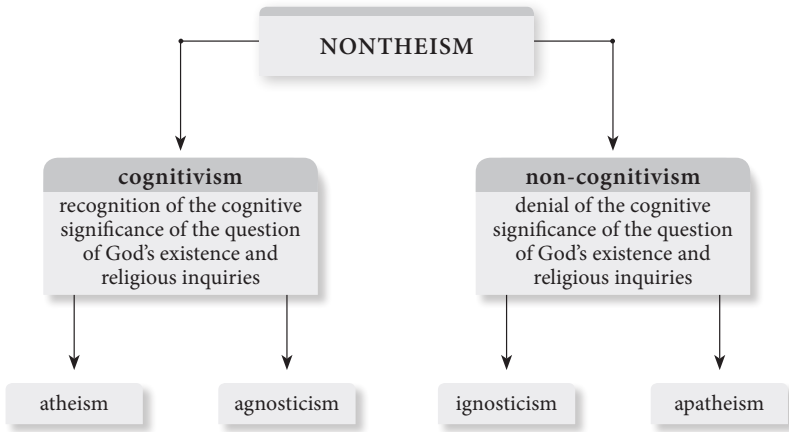 NONTHEISM
cognitivism
recognition of the cognitive
significance of the question
of God’s existence and
religious inquiries
non-cognitivism
denial of the cognitive
significance of the question
of God’s existence and
religious inquiries
atheism
agnosticism
ignosticism
apatheism